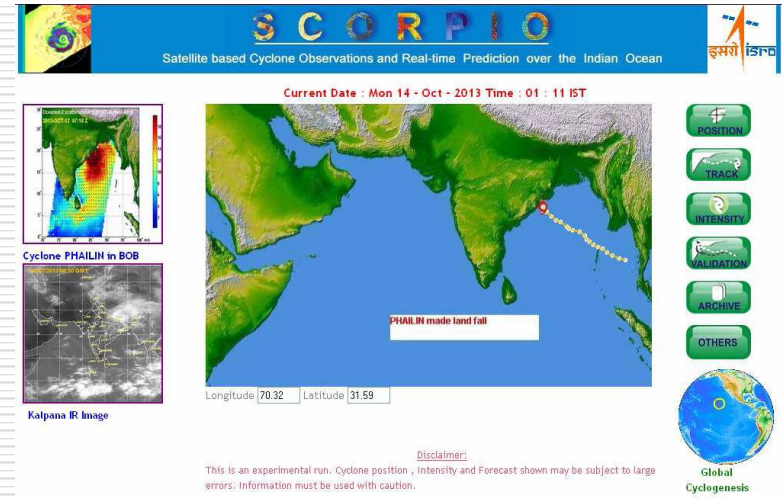 SCORPIO
Satellite based Cyclone Observations and Real-time Prediction over the Indian Ocean
इसरो isro
Current Date : Mon 14 - Oct - 2013 Time : 01 : 11 IST
Cyclone PHAILIN in BOB
Kalpana IR Image
PHAILIN made land fall
Longitude 70.32 Latitude 31.59
POSITION
TRACK
INTENSITY
VALIDATION
ARCHIVE
OTHERS
Global
Cyclogenesis
Disclaimer:
This is an experimental run. Cyclone position , Intensity and Forecast shown may be subject to large
errors. Information must be used with caution.